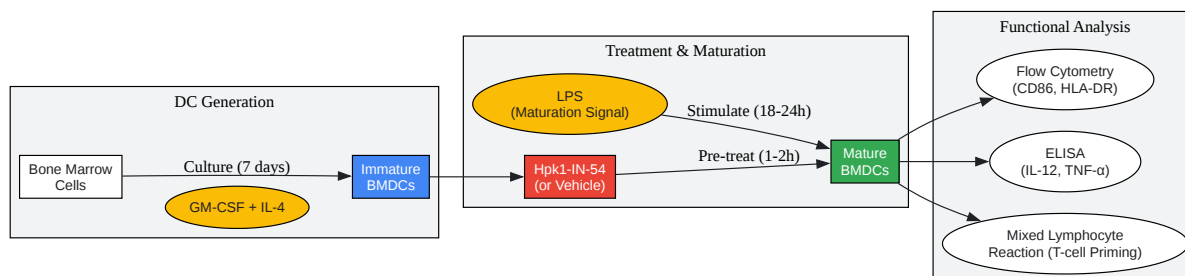 DC Generation
Bone Marrow
Cells
Culture (7 days)
GM-CSF + IL-4
Immature
BMDCs
Treatment & Maturation
LPS
(Maturation Signal)
Stimulate (18-24h)
Hpk1-IN-54
(or Vehicle)
Pre-treat (1-2h)
Mature
BMDCs
Functional Analysis
Flow Cytometry
(CD86, HLA-DR)
ELISA
(IL-12, TNF-α)
Mixed Lymphocyte
Reaction (T-cell Priming)